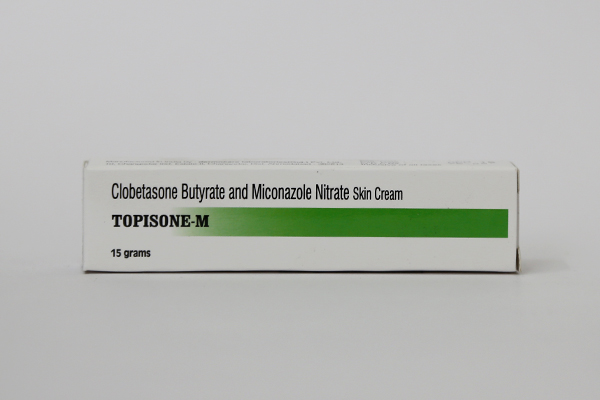 Clobetasone Butyrate and Miconazole Nitrate Skin Cream
TOPISONE-M
15 grams